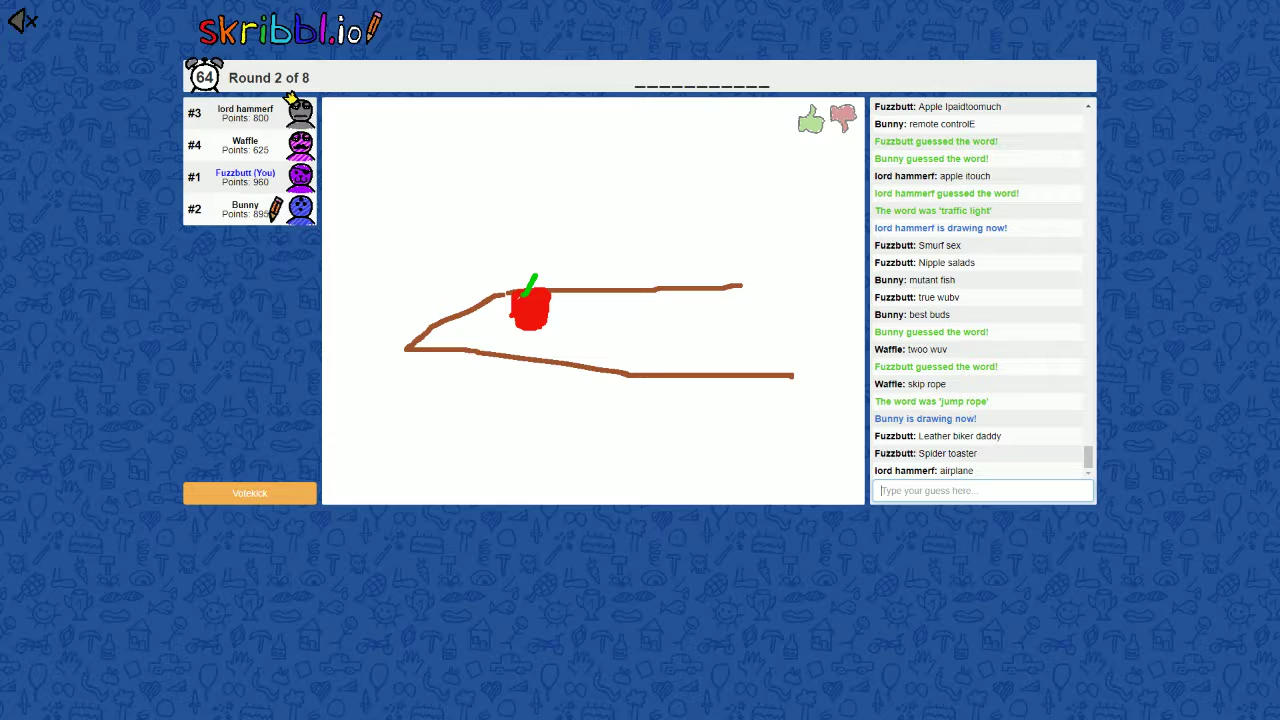 skribbl.io
64 Round 2 of 8
___________
#3 lord hammerf
Points: 800
#4 Waffle
Points: 625
#1 Fuzzbutt (You)
Points: 960
#2 Bunny
Points: 895
Votekick
Fuzzbutt: Apple Ipaidtoomuch
Bunny: remote controlE
Fuzzbutt guessed the word!
Bunny guessed the word!
lord hammerf: apple itouch
lord hammerf guessed the word!
The word was 'traffic light'
lord hammerf is drawing now!
Fuzzbutt: Smurf sex
Fuzzbutt: Nipple salads
Bunny: mutant fish
Fuzzbutt: true wubv
Bunny: best buds
Bunny guessed the word!
Waffle: twoo wuv
Fuzzbutt guessed the word!
Waffle: skip rope
The word was 'jump rope'
Bunny is drawing now!
Fuzzbutt: Leather biker daddy
Fuzzbutt: Spider toaster
lord hammerf: airplane
Type your guess here...